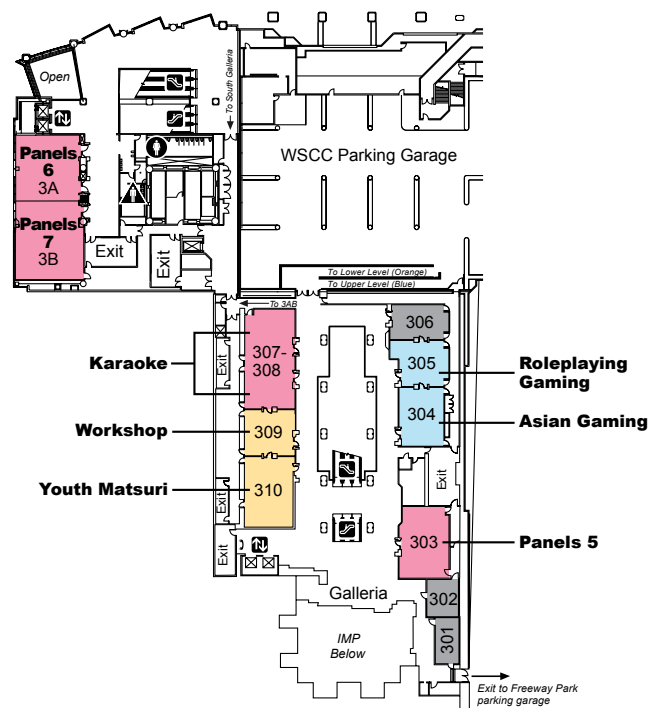 Open
To South Galleria
Panels
6
3A
WSCC Parking Garage
Panels
7
3B
Exit
Exit
To Lower Level (Orange)
To Upper Level (Blue)
To 3AB
306
Karaoke
307-
308
Exit
305
Roleplaying
Gaming
304
Asian Gaming
Workshop
309
Youth Matsuri
310
Exit
Exit
303
Panels 5
Exit
Galleria
302
301
IMP
Below
Exit to Freeway Park
parking garage